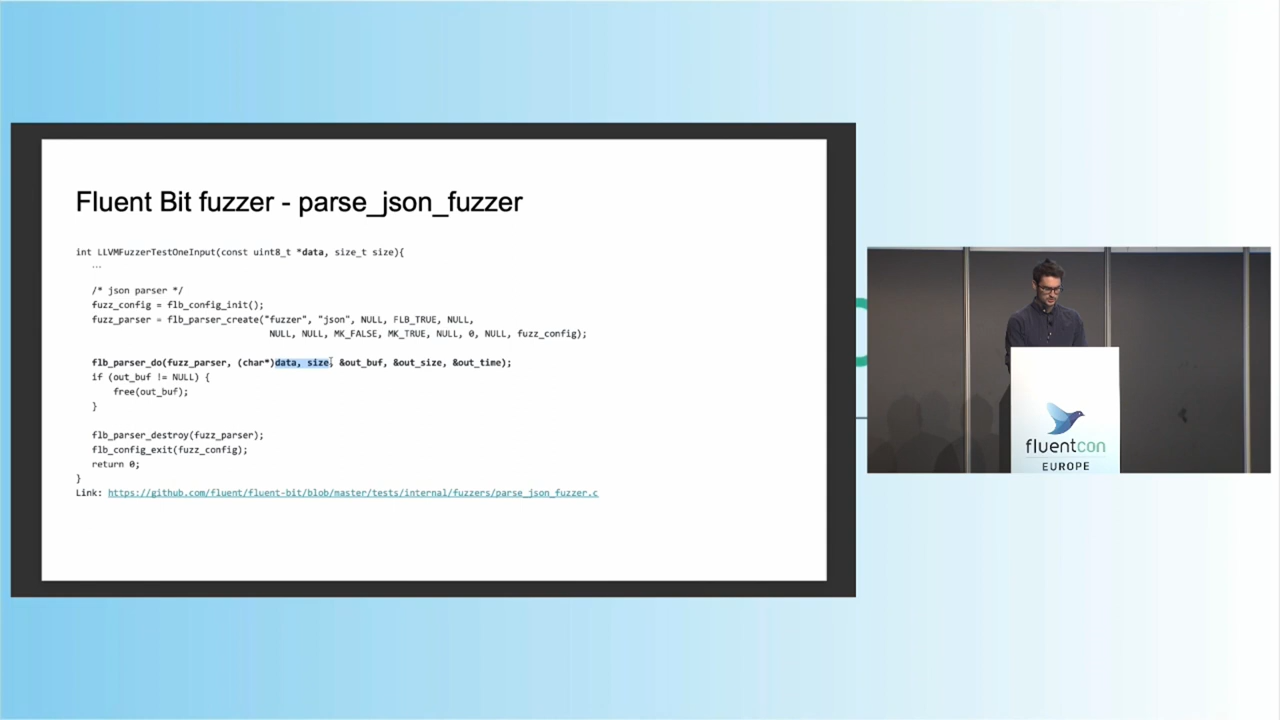 Fluent Bit fuzzer - parse_json_fuzzer
int LLVMFuzzerTestOneInput(const uint8_t *data, size_t size){
...
/* json parser */
fuzz_config = flb_config_init();
fuzz_parser = flb_parser_create("fuzzer", "json", NULL, FLB_TRUE, NULL,
NULL, NULL, MK_FALSE, MK_TRUE, NULL, 0, NULL, fuzz_config);
flb_parser_do(fuzz_parser, (char*)data, size, &out_buf, &out_size, &out_time);
if (out_buf != NULL) {
free(out_buf);
}
flb_parser_destroy(fuzz_parser);
flb_config_exit(fuzz_config);
return 0;
}
Link: https://github.com/fluent/fluent-bit/blob/master/tests/internal/fuzzers/parse_json_fuzzer.c
fluentcon
EUROPE